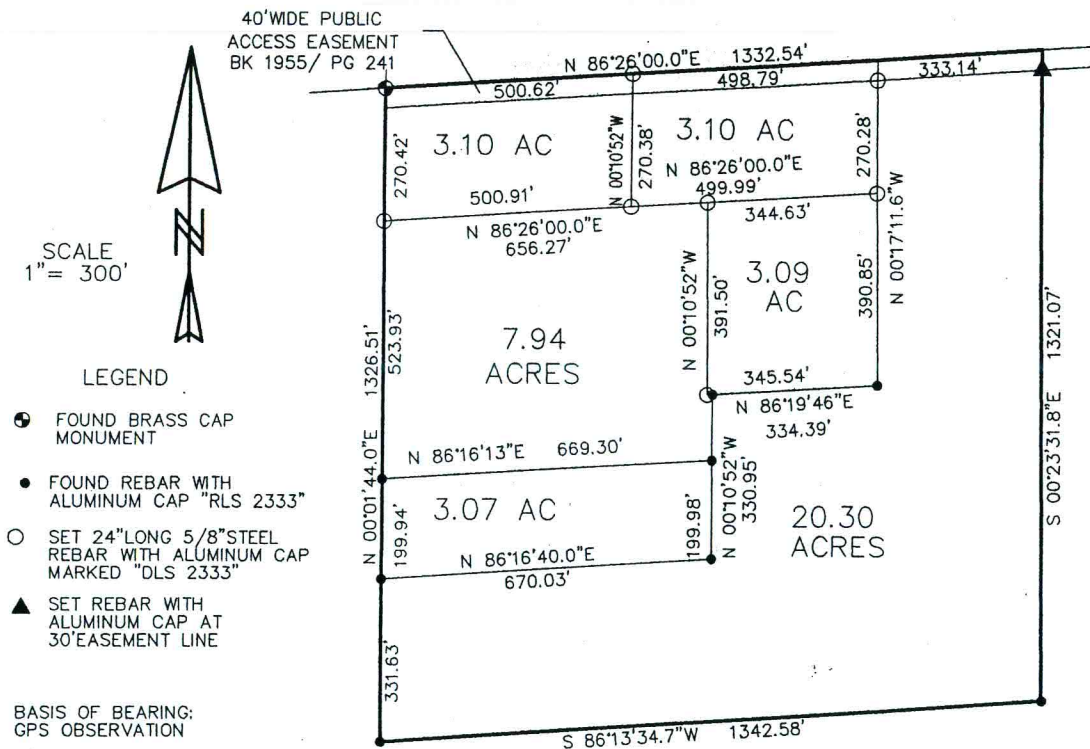 40'WIDE PUBLIC
ACCESS EASEMENT
BK 1955/ PG 241
N 86°26'00.0"E 1332.54'
500.62'
498.79'
333.14'
270.42'
3.10 AC
N 00°10'52"W
270.38'
3.10 AC
270.28'
N 86°26'00.0"E
499.99'
500.91'
N 86°26'00.0"E
656.27'
344.63'
N 00°17'11.6"W
N
SCALE
1"= 300'
1326.51'
523.93'
7.94
ACRES
N 00°10'52"W
391.50'
3.09
AC
390.85'
S 00°23'31.8"E 1321.07'
345.54'
N 86°19'46"E
334.39'
LEGEND
FOUND BRASS CAP
MONUMENT
FOUND REBAR WITH
ALUMINUM CAP "RLS 2333"
SET 24"LONG 5/8"STEEL
REBAR WITH ALUMINUM CAP
MARKED "DLS 2333"
SET REBAR WITH
ALUMINUM CAP AT
30'EASEMENT LINE
N 00°01'44.0"E
N 86°16'13"E 669.30'
199.94'
3.07 AC
199.98'
N 00°10'52"W
330.95'
N 86°16'40.0"E
670.03'
20.30
ACRES
331.63'
BASIS OF BEARING:
GPS OBSERVATION
S 86°13'34.7"W 1342.58'